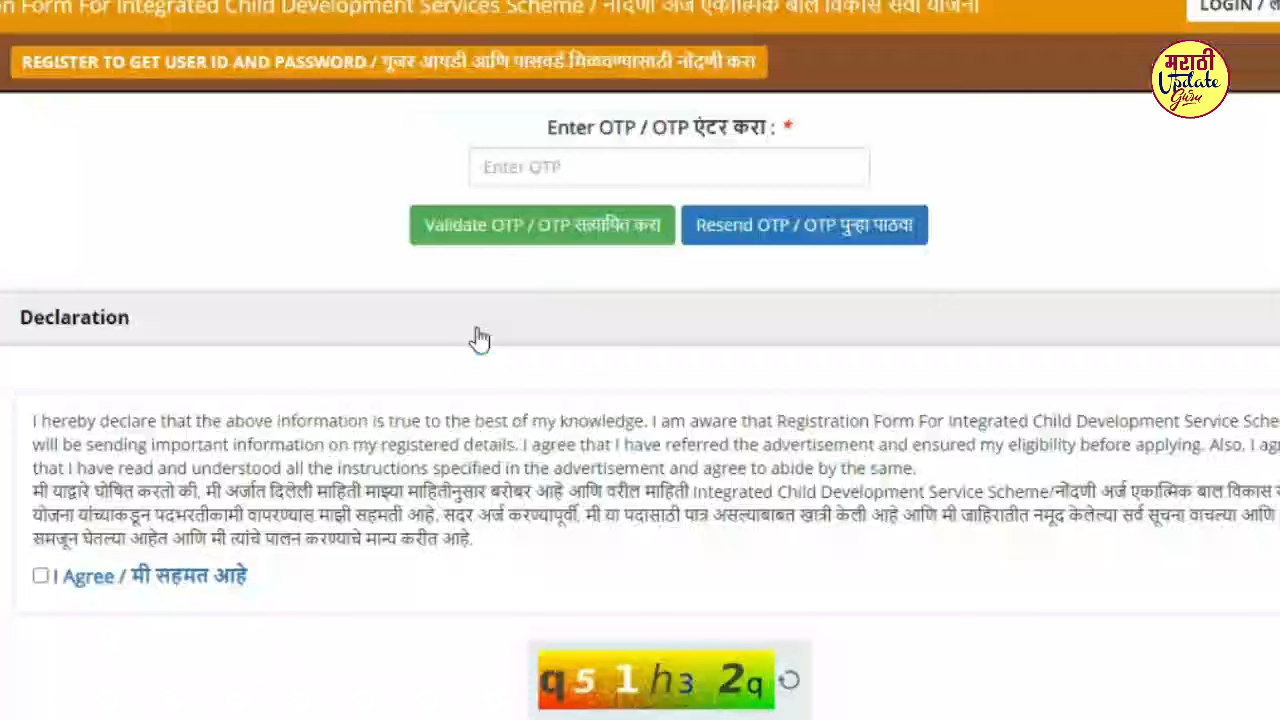 n Form For Integrated Child Development Services Scheme / नोंदणी अर्ज एकात्मिक बाल विकास सेवा योजना
LOGIN /
REGISTER TO GET USER ID AND PASSWORD / यूजर आयडी आणि पासवर्ड मिळवण्यासाठी नोंदणी करा
मराठी
Update
Guru
Enter OTP / OTP एंटर करा : *
Enter OTP
Validate OTP / OTP सत्यापित करा
Resend OTP / OTP पुन्हा पाठवा
Declaration
I hereby declare that the above information is true to the best of my knowledge. I am aware that Registration Form For Integrated Child Development Service Sche
will be sending important information on my registered details. I agree that I have referred the advertisement and ensured my eligibility before applying. Also, I ag
that I have read and understood all the instructions specified in the advertisement and agree to abide by the same.
मी याद्वारे घोषित करतो की, मी अर्जात दिलेली माहिती माझ्या माहितीनुसार बरोबर आहे आणि वरील माहिती Integrated Child Development Service Scheme/नोंदणी अर्ज एकात्मिक बाल विकास
योजना यांच्याकडून पदभरतीकामी वापरण्यास माझी सहमती आहे. सदर अर्ज करण्यापूर्वी, मी या पदासाठी पात्र असल्याबाबत खात्री केली आहे आणि मी जाहिरातीत नमूद केलेल्या सर्व सूचना वाचल्या आणि
समजून घेतल्या आहेत आणि मी त्यांचे पालन करण्याचे मान्य करीत आहे.
I Agree / मी सहमत आहे
q51h32q